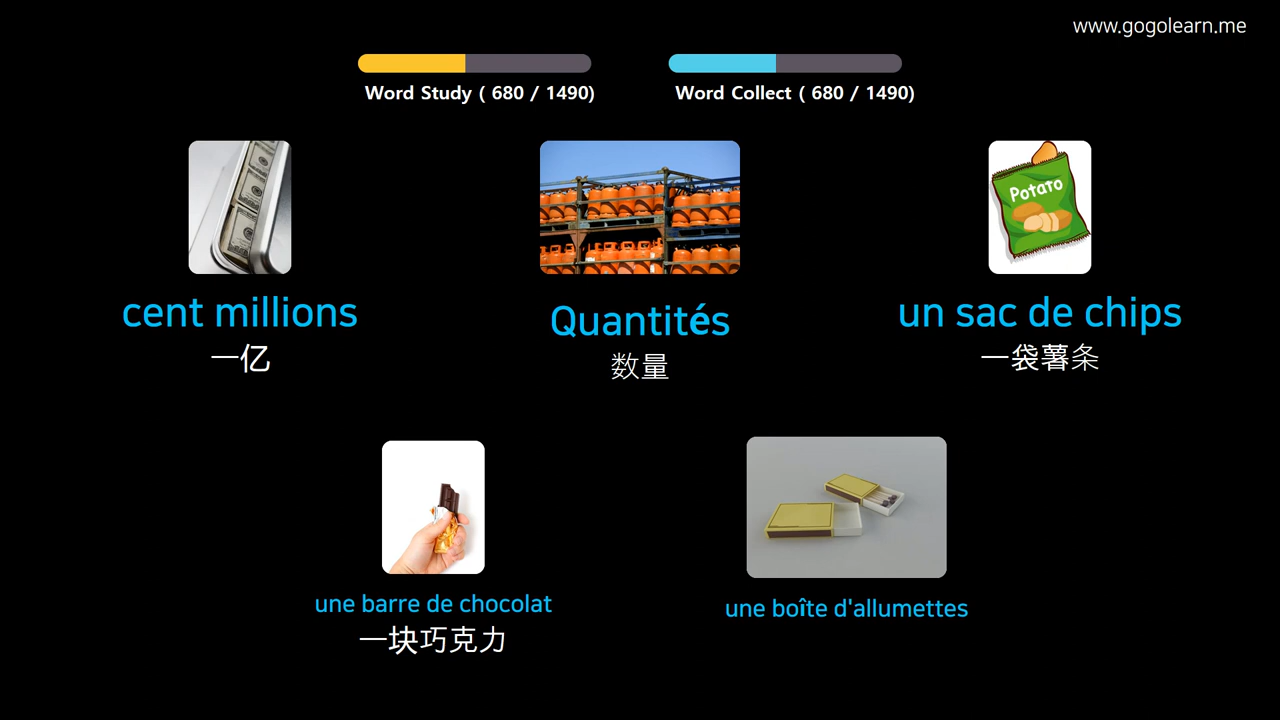 www.gogolearn.me
Word Study ( 680 / 1490)
Word Collect ( 680 / 1490)
Potato
cent millions
一亿
Quantités
数量
un sac de chips
一袋薯条
une barre de chocolat
一块巧克力
une boîte d'allumettes